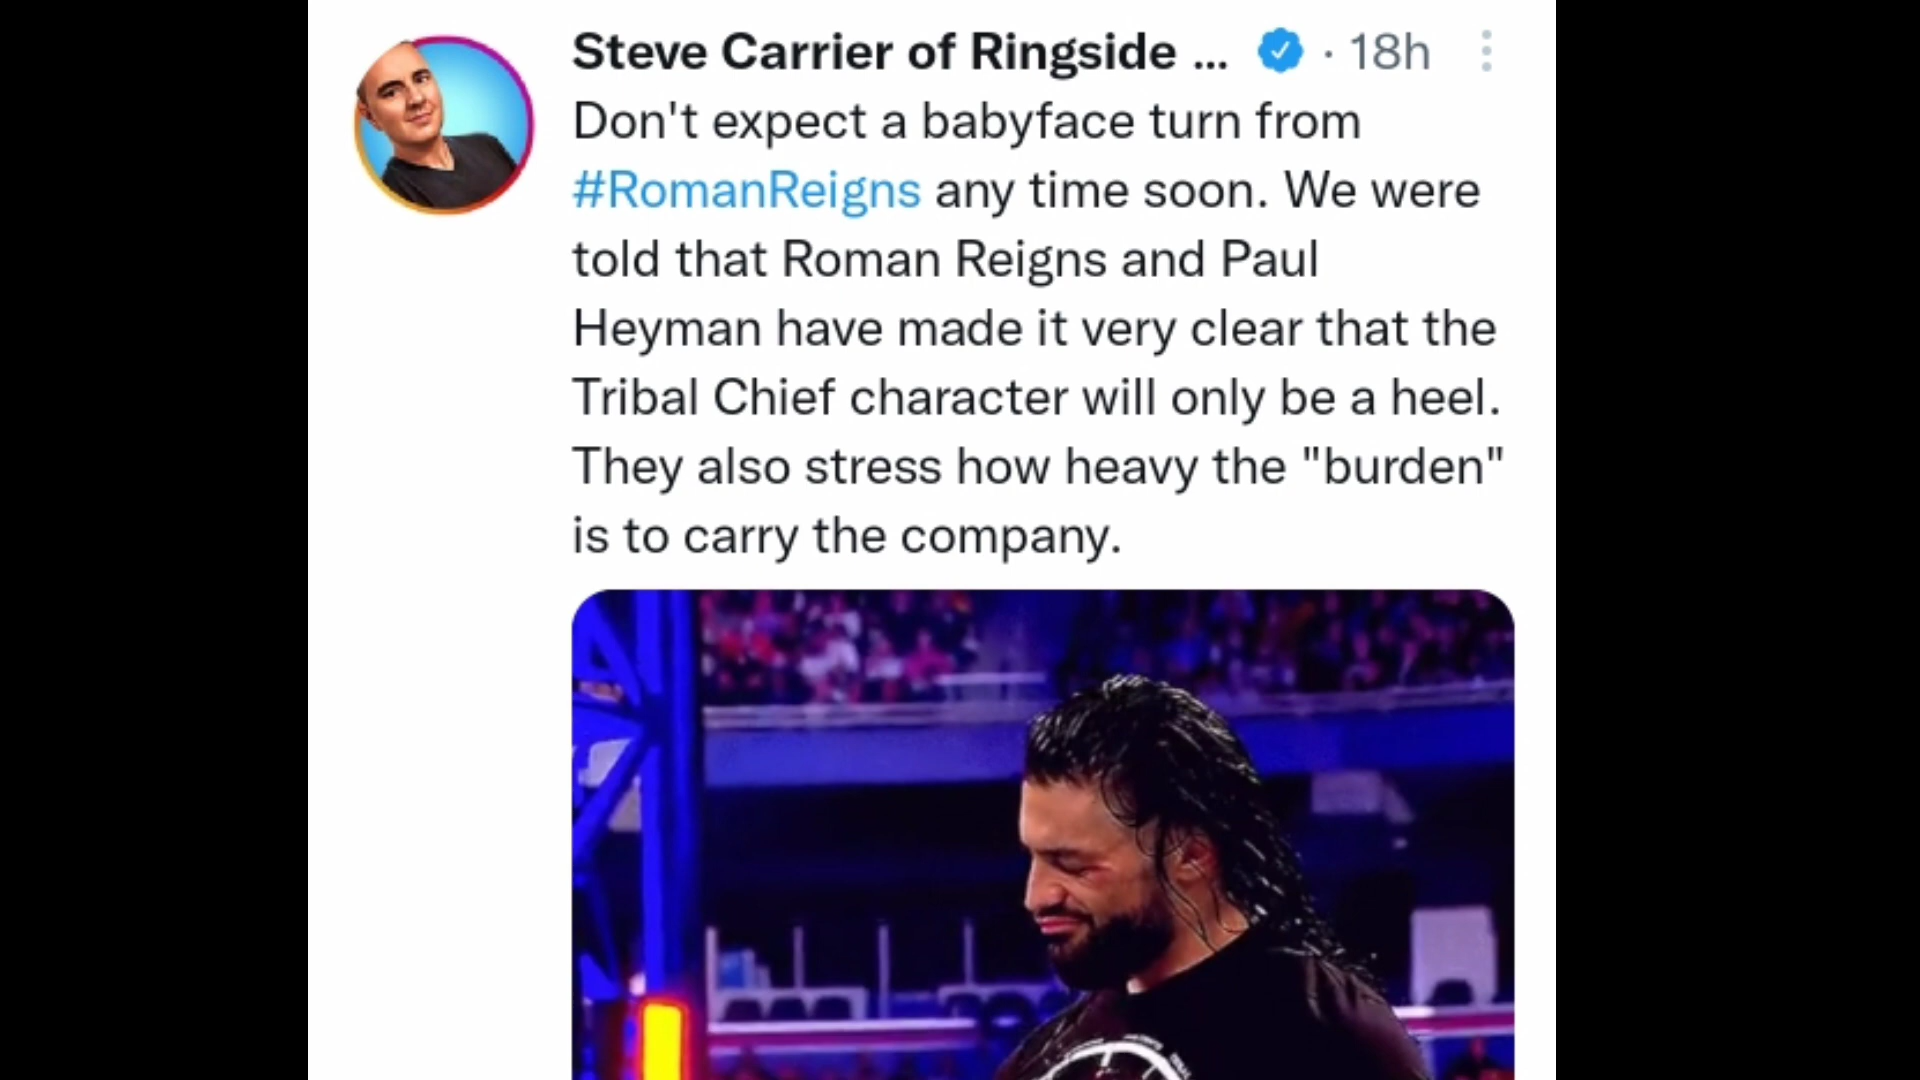 Steve Carrier of Ringside ... · 18h
Don't expect a babyface turn from
#RomanReigns any time soon. We were
told that Roman Reigns and Paul
Heyman have made it very clear that the
Tribal Chief character will only be a heel.
They also stress how heavy the "burden"
is to carry the company.